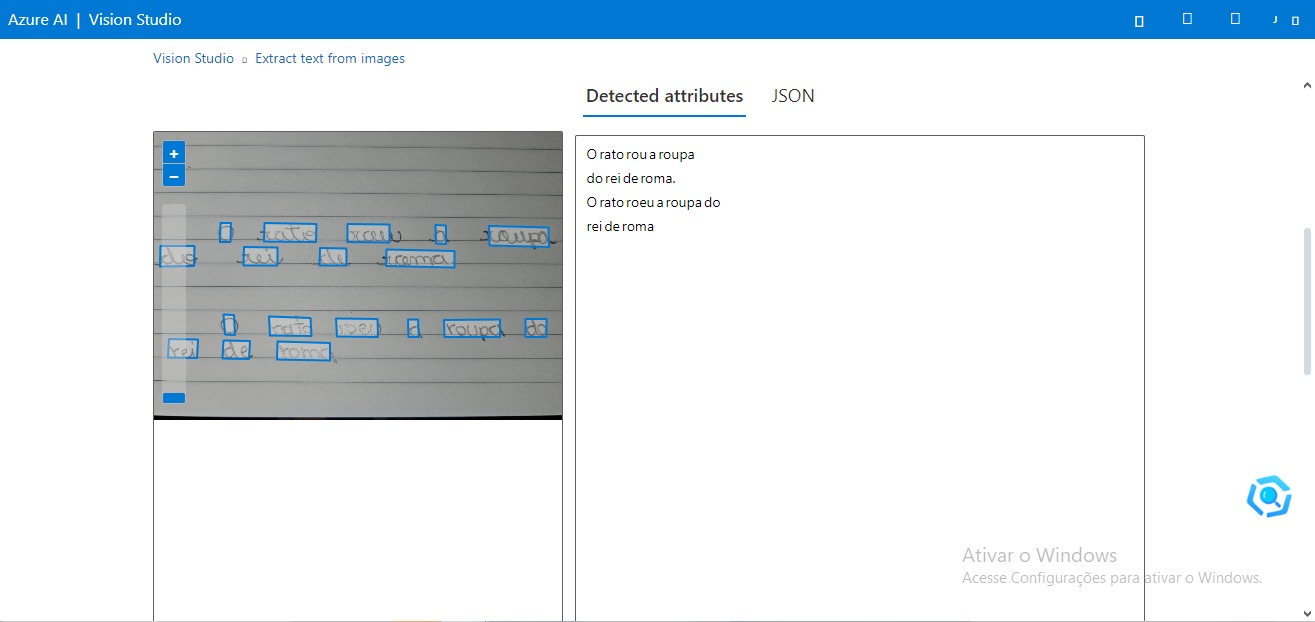 Azure AI | Vision Studio
Vision Studio
Extract text from images
Detected attributes
JSON
+
−
O rato roeu a roupa
do rei de roma.
O rato roeu a roupa do
rei de roma
O rato rou a roupa
do rei de roma.
O rato roeu a roupa do
rei de roma
Ativar o Windows
Acesse Configurações para ativar o Windows.